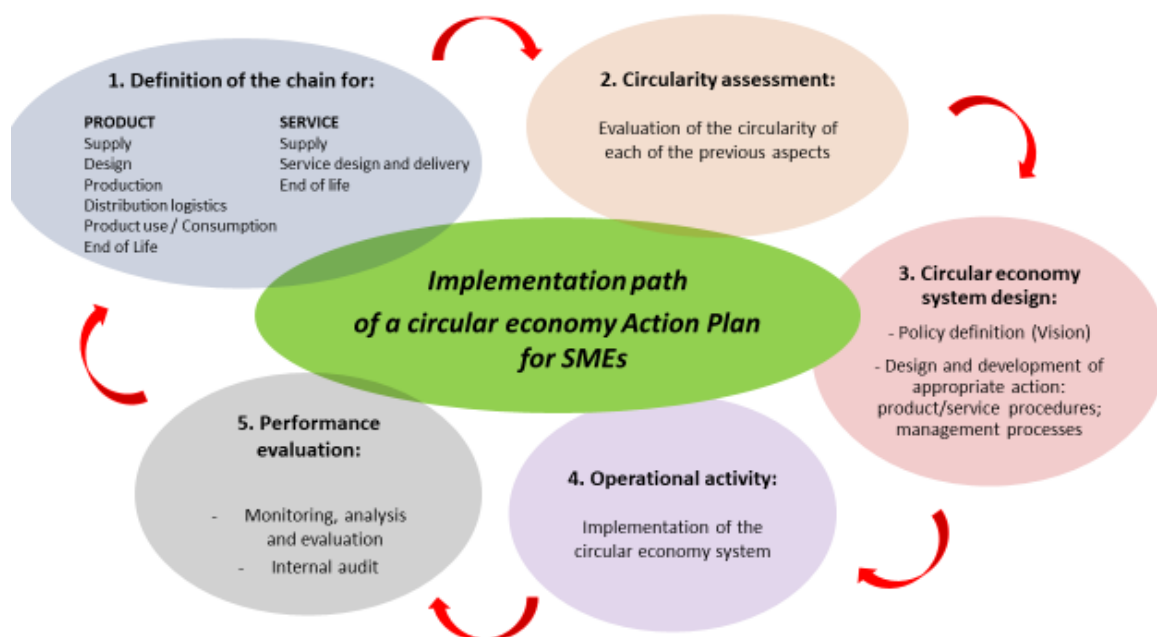 1. Definition of the chain for:
PRODUCT
Supply
Design
Production
Distribution logistics
Product use / Consumption
End of Life
SERVICE
Supply
Service design and delivery
End of life
2. Circularity assessment:
Evaluation of the circularity of
each of the previous aspects
3. Circular economy
system design:
- Policy definition (Vision)
- Design and development of
appropriate action:
product/service procedures;
management processes
Implementation path
of a circular economy Action Plan
for SMEs
4. Operational activity:
Implementation of the
circular economy system
5. Performance
evaluation:
- Monitoring, analysis
and evaluation
- Internal audit